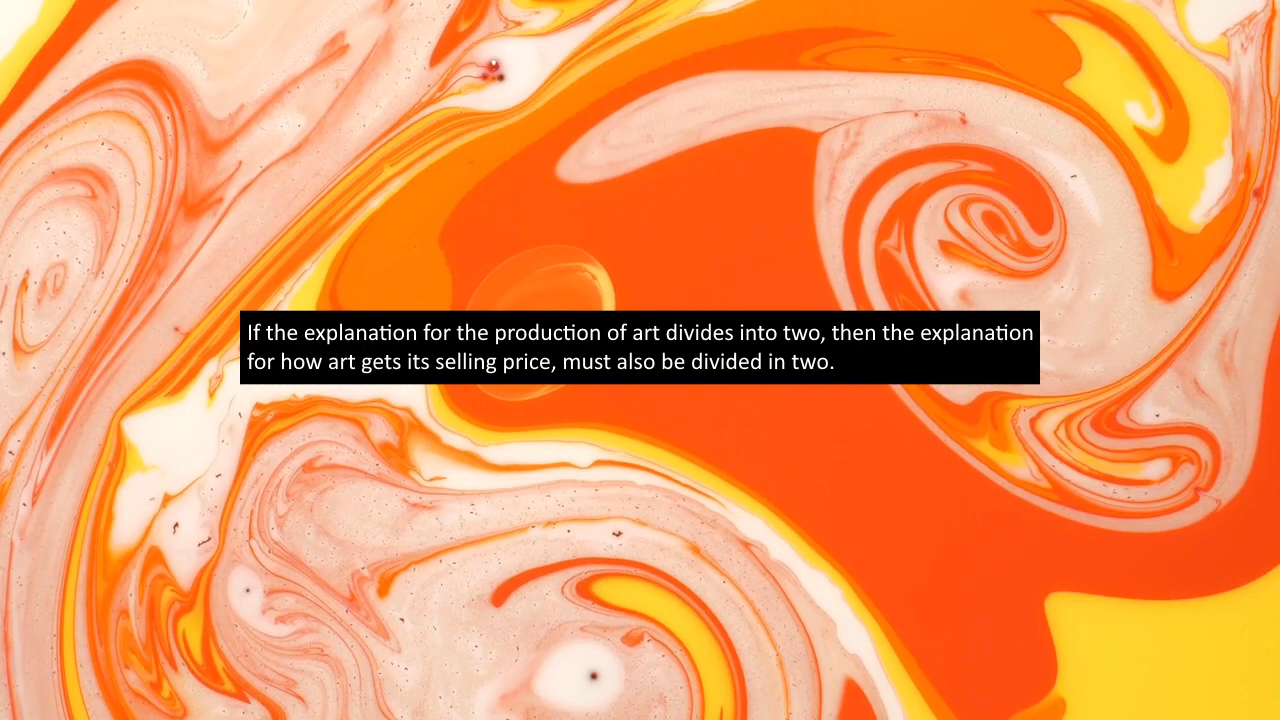 If the explanation for the production of art divides into two, then the explanation
for how art gets its selling price, must also be divided in two.